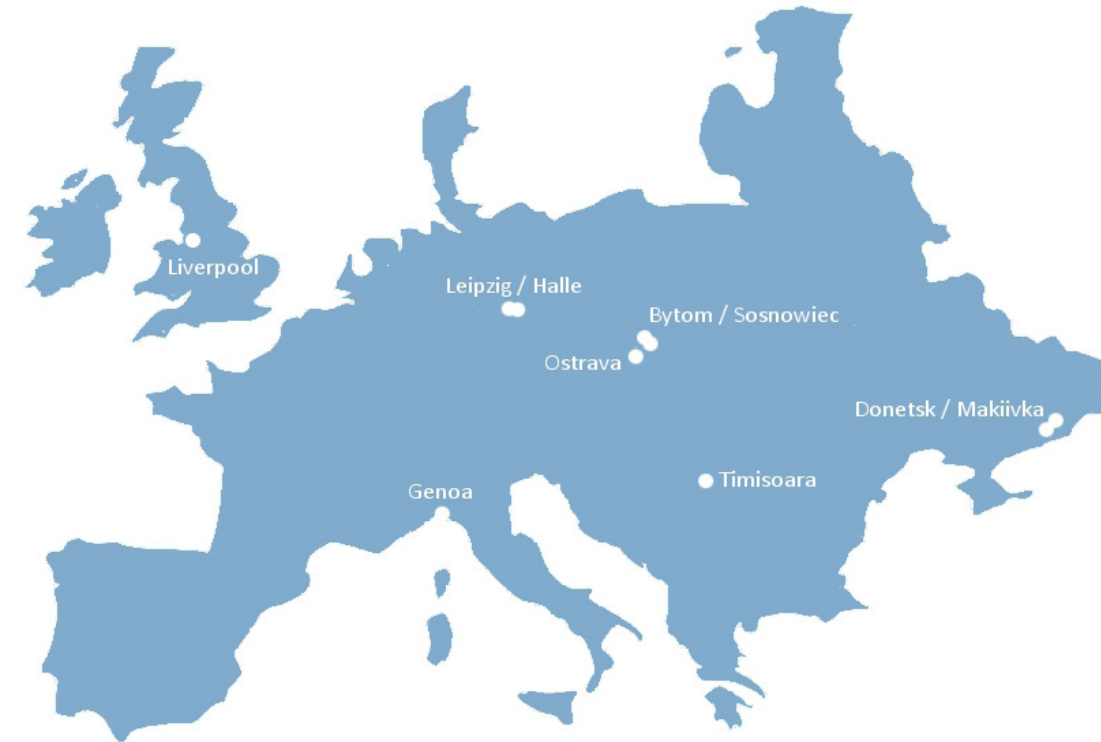 Liverpool
Leipzig / Halle
Bytom / Sosnowiec
Ostrava
Donetsk / Makiivka
Timisoara
Genoa